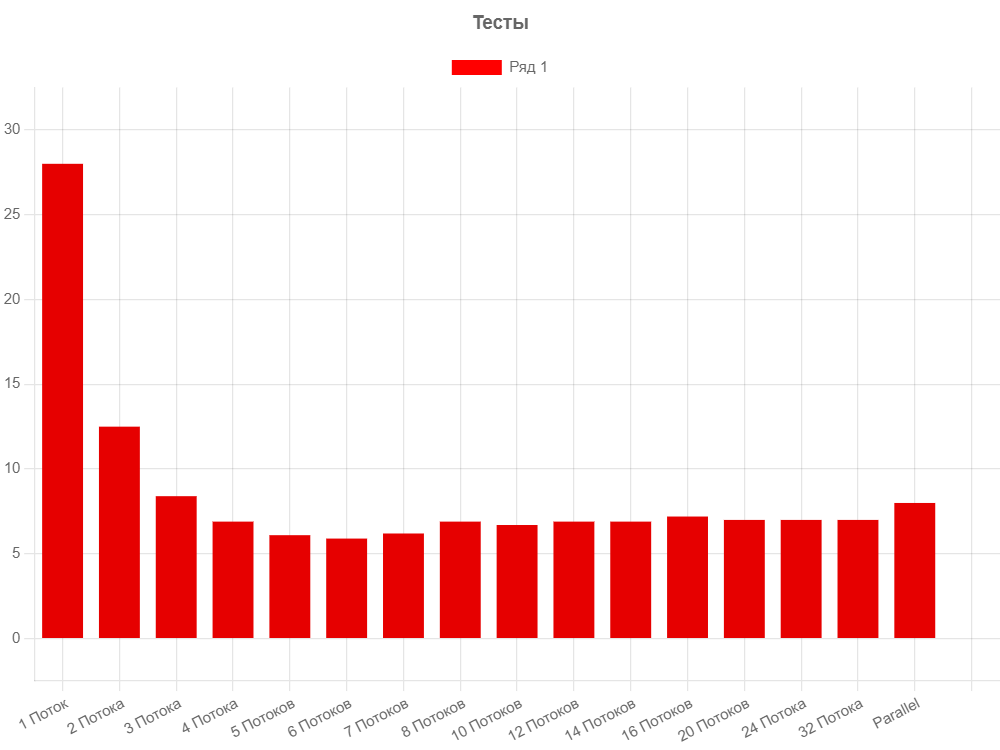 Тесты
Ряд 1
30
25
20
15
10
5
0
1 Поток
2 Потока
3 Потока
4 Потока
5 Потоков
6 Потоков
7 Потоков
8 Потоков
10 Потоков
12 Потоков
14 Потоков
16 Потоков
20 Потоков
24 Потока
32 Потока
Parallel